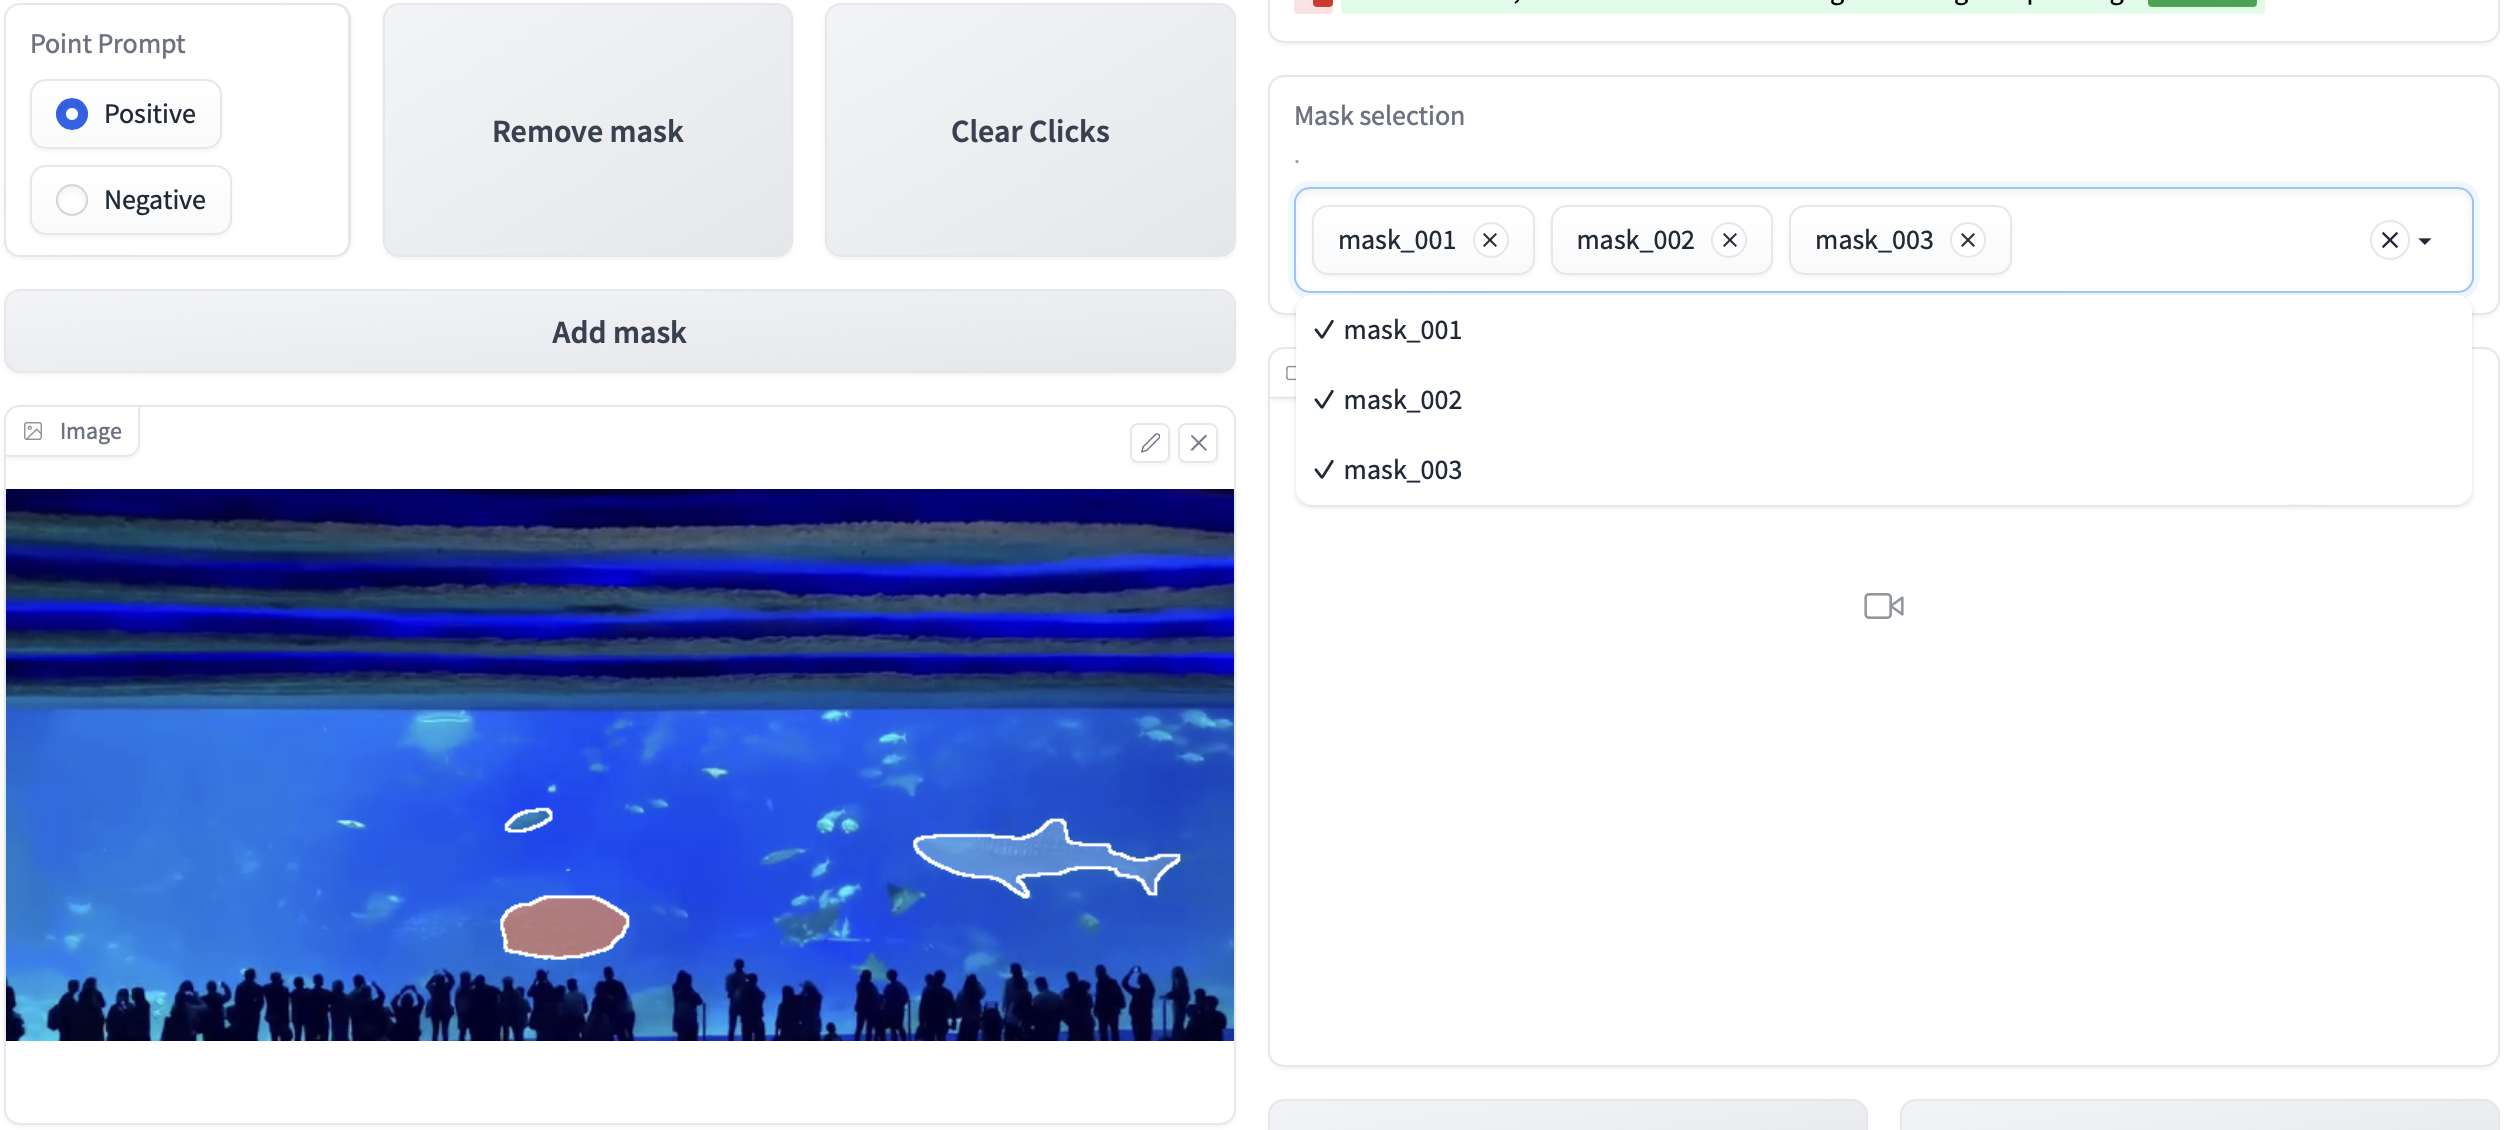 Point Prompt
Positive
Negative
Remove mask
Clear Clicks
Add mask
Image
Mask selection
.
mask_001
mask_002
mask_003
mask_001
mask_002
mask_003